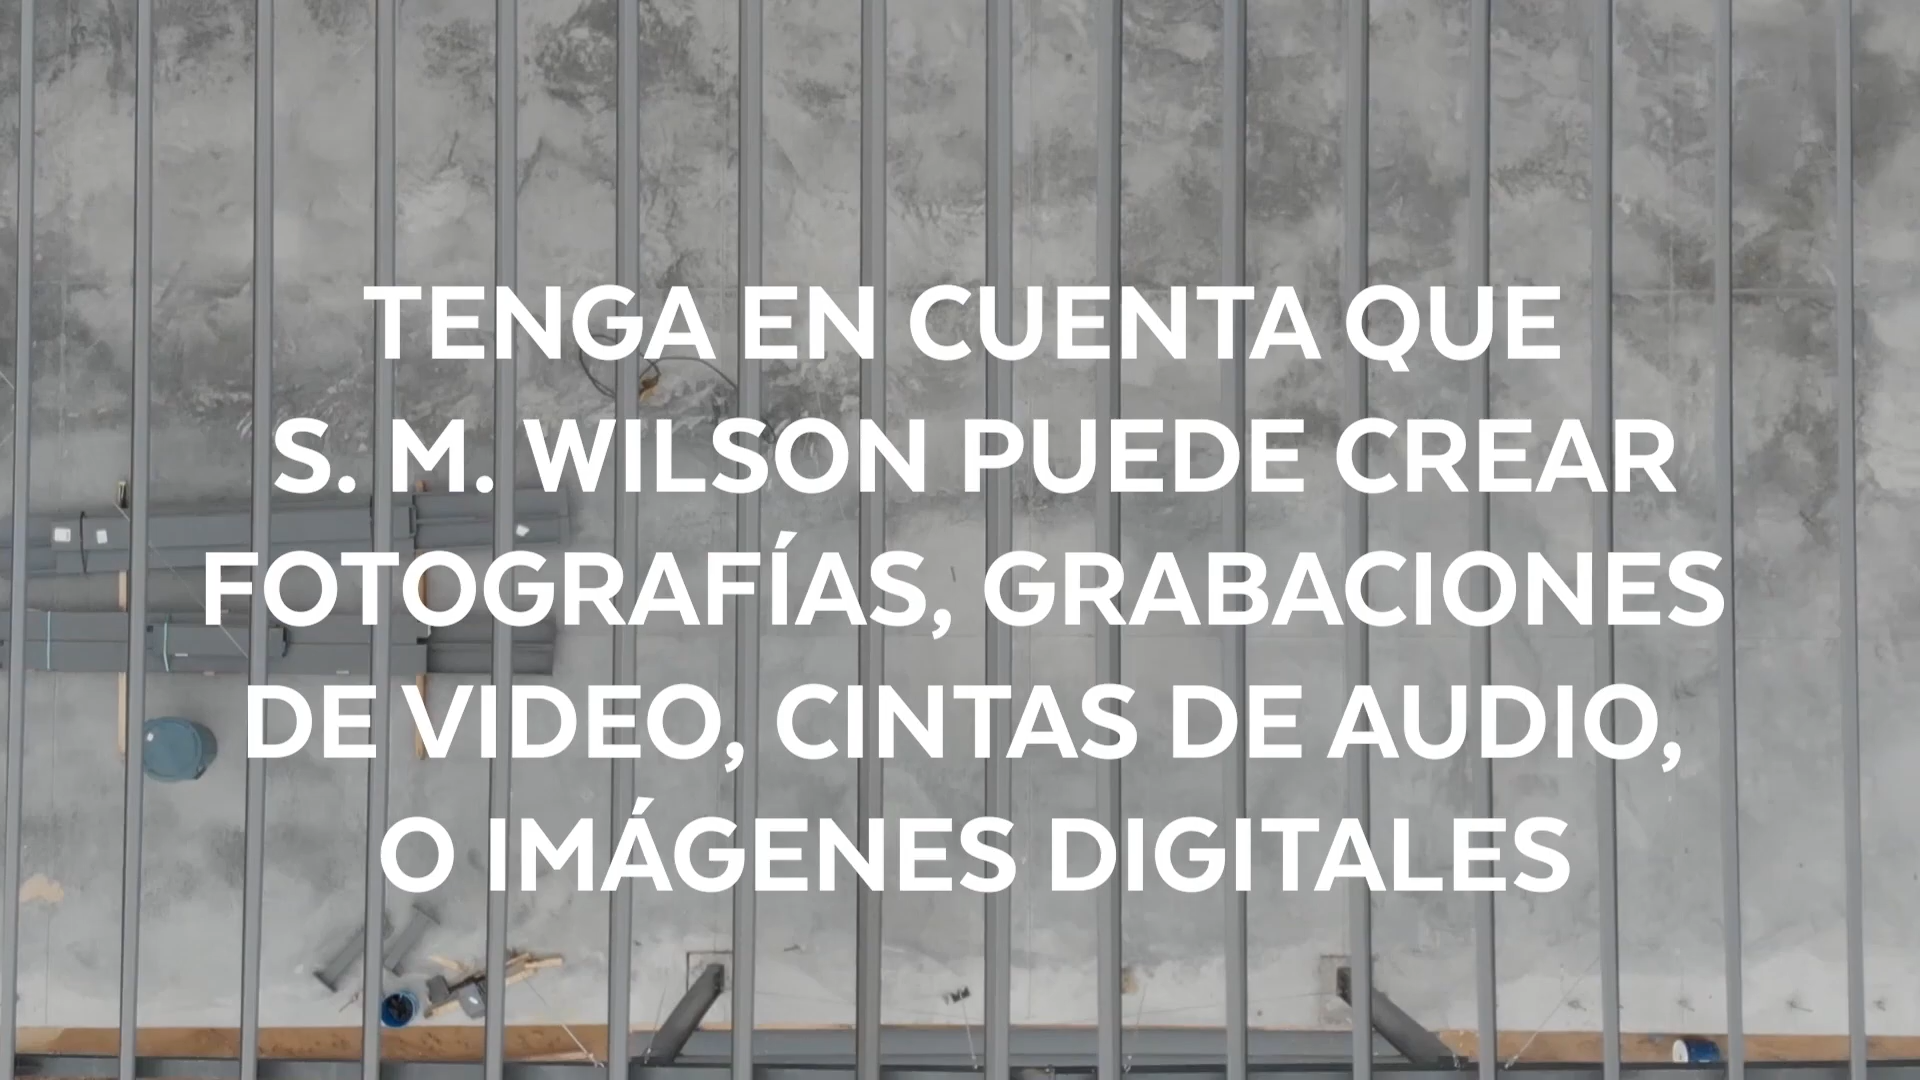 TENGA EN CUENTA QUE
S. M. WILSON PUEDE CREAR
FOTOGRAFÍAS, GRABACIONES
DE VIDEO, CINTAS DE AUDIO,
O IMÁGENES DIGITALES